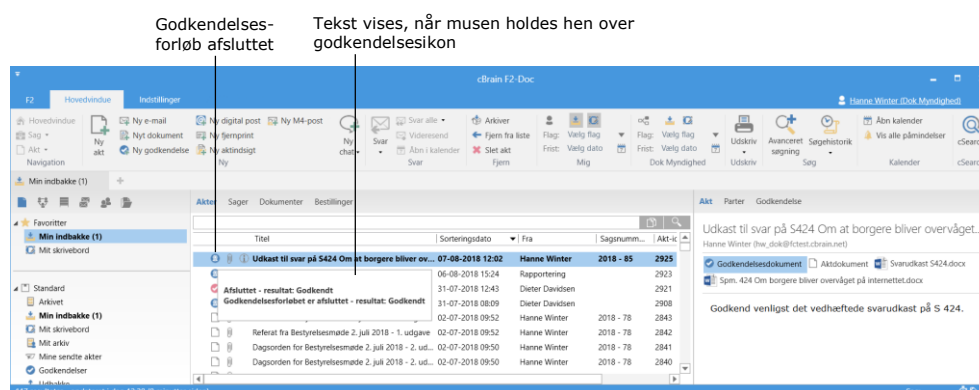 Godkendelses-
forløb afsluttet
Tekst vises, når musen holdes hen over
godkendelsesikon
cBrain F2-Doc
F2 Hovedvindue Indstillinger
Hanne Winter (Dok Myndighed)
Hovedvindue
Sag
Akt
Navigation
Ny
akt
Ny e-mail
Nyt dokument
Ny godkendelse
Ny digital post
Ny M4-post
Ny fjernprint
Ny aktindsigt
Ny
Ny
chat
Svar
Svar alle
Videresend
Åbn i kalender
Svar
Arkiver
Fjern fra liste
Slet akt
Fjern
Flag: Vælg flag
Frist: Vælg dato
Mig
Flag: Vælg flag
Frist: Vælg dato
Dok Myndighed
Udskriv
Udskriv
Avanceret
søgning
Søgehistorik
Søg
Åbn kalender
Vis alle påmindelser
Kalender
cSearc
cSearc
Min indbakke (1) +
Favoritter
Min indbakke (1)
Mit skrivebord
Standard
Arkivet
Min indbakke (1)
Mit skrivebord
Mit arkiv
Mine sendte akter
Godkendelser
Udbakke
Akter Sager Dokumenter Bestillinger
Titel Sorteringsdato Fra Sagsnumm... Akt-ic
Udkast til svar på S424 Om at borgere bliver ov... 07-08-2018 12:02 Hanne Winter 2018 - 85 2925
06-08-2018 15:24 Rapportering 2923
31-07-2018 12:43 Dieter Davidsen 2921
31-07-2018 08:09 Dieter Davidsen 2908
Afsluttet - resultat: Godkendt
Godkendelsesforløbet er afsluttet - resultat: Godkendt
02-07-2018 09:52 Hanne Winter 2018 - 78 2843
Referat fra Bestyrelsesmøde 2. juli 2018 - 1. udgave 02-07-2018 09:52 Hanne Winter 2018 - 78 2842
Dagsorden for Bestyrelsesmøde 2. juli 2018 - 2. ud... 02-07-2018 09:50 Hanne Winter 2018 - 78 2841
Dagsorden for Bestyrelsesmøde 2. juli 2018 - 2. ud... 02-07-2018 09:50 Hanne Winter 2018 - 78 2840
Akt Parter Godkendelse
Udkast til svar på S424 Om at borgere bliver overvåget...
Hanne Winter (hw_dok@fctest.cbrain.net)
Godkendelsesdokument Aktdokument Svarudkast S424.docx
Spm. 424 Om borgere bliver overvåget på internettet.docx
Godkend venligst det vedhæftede svarudkast på S 424.